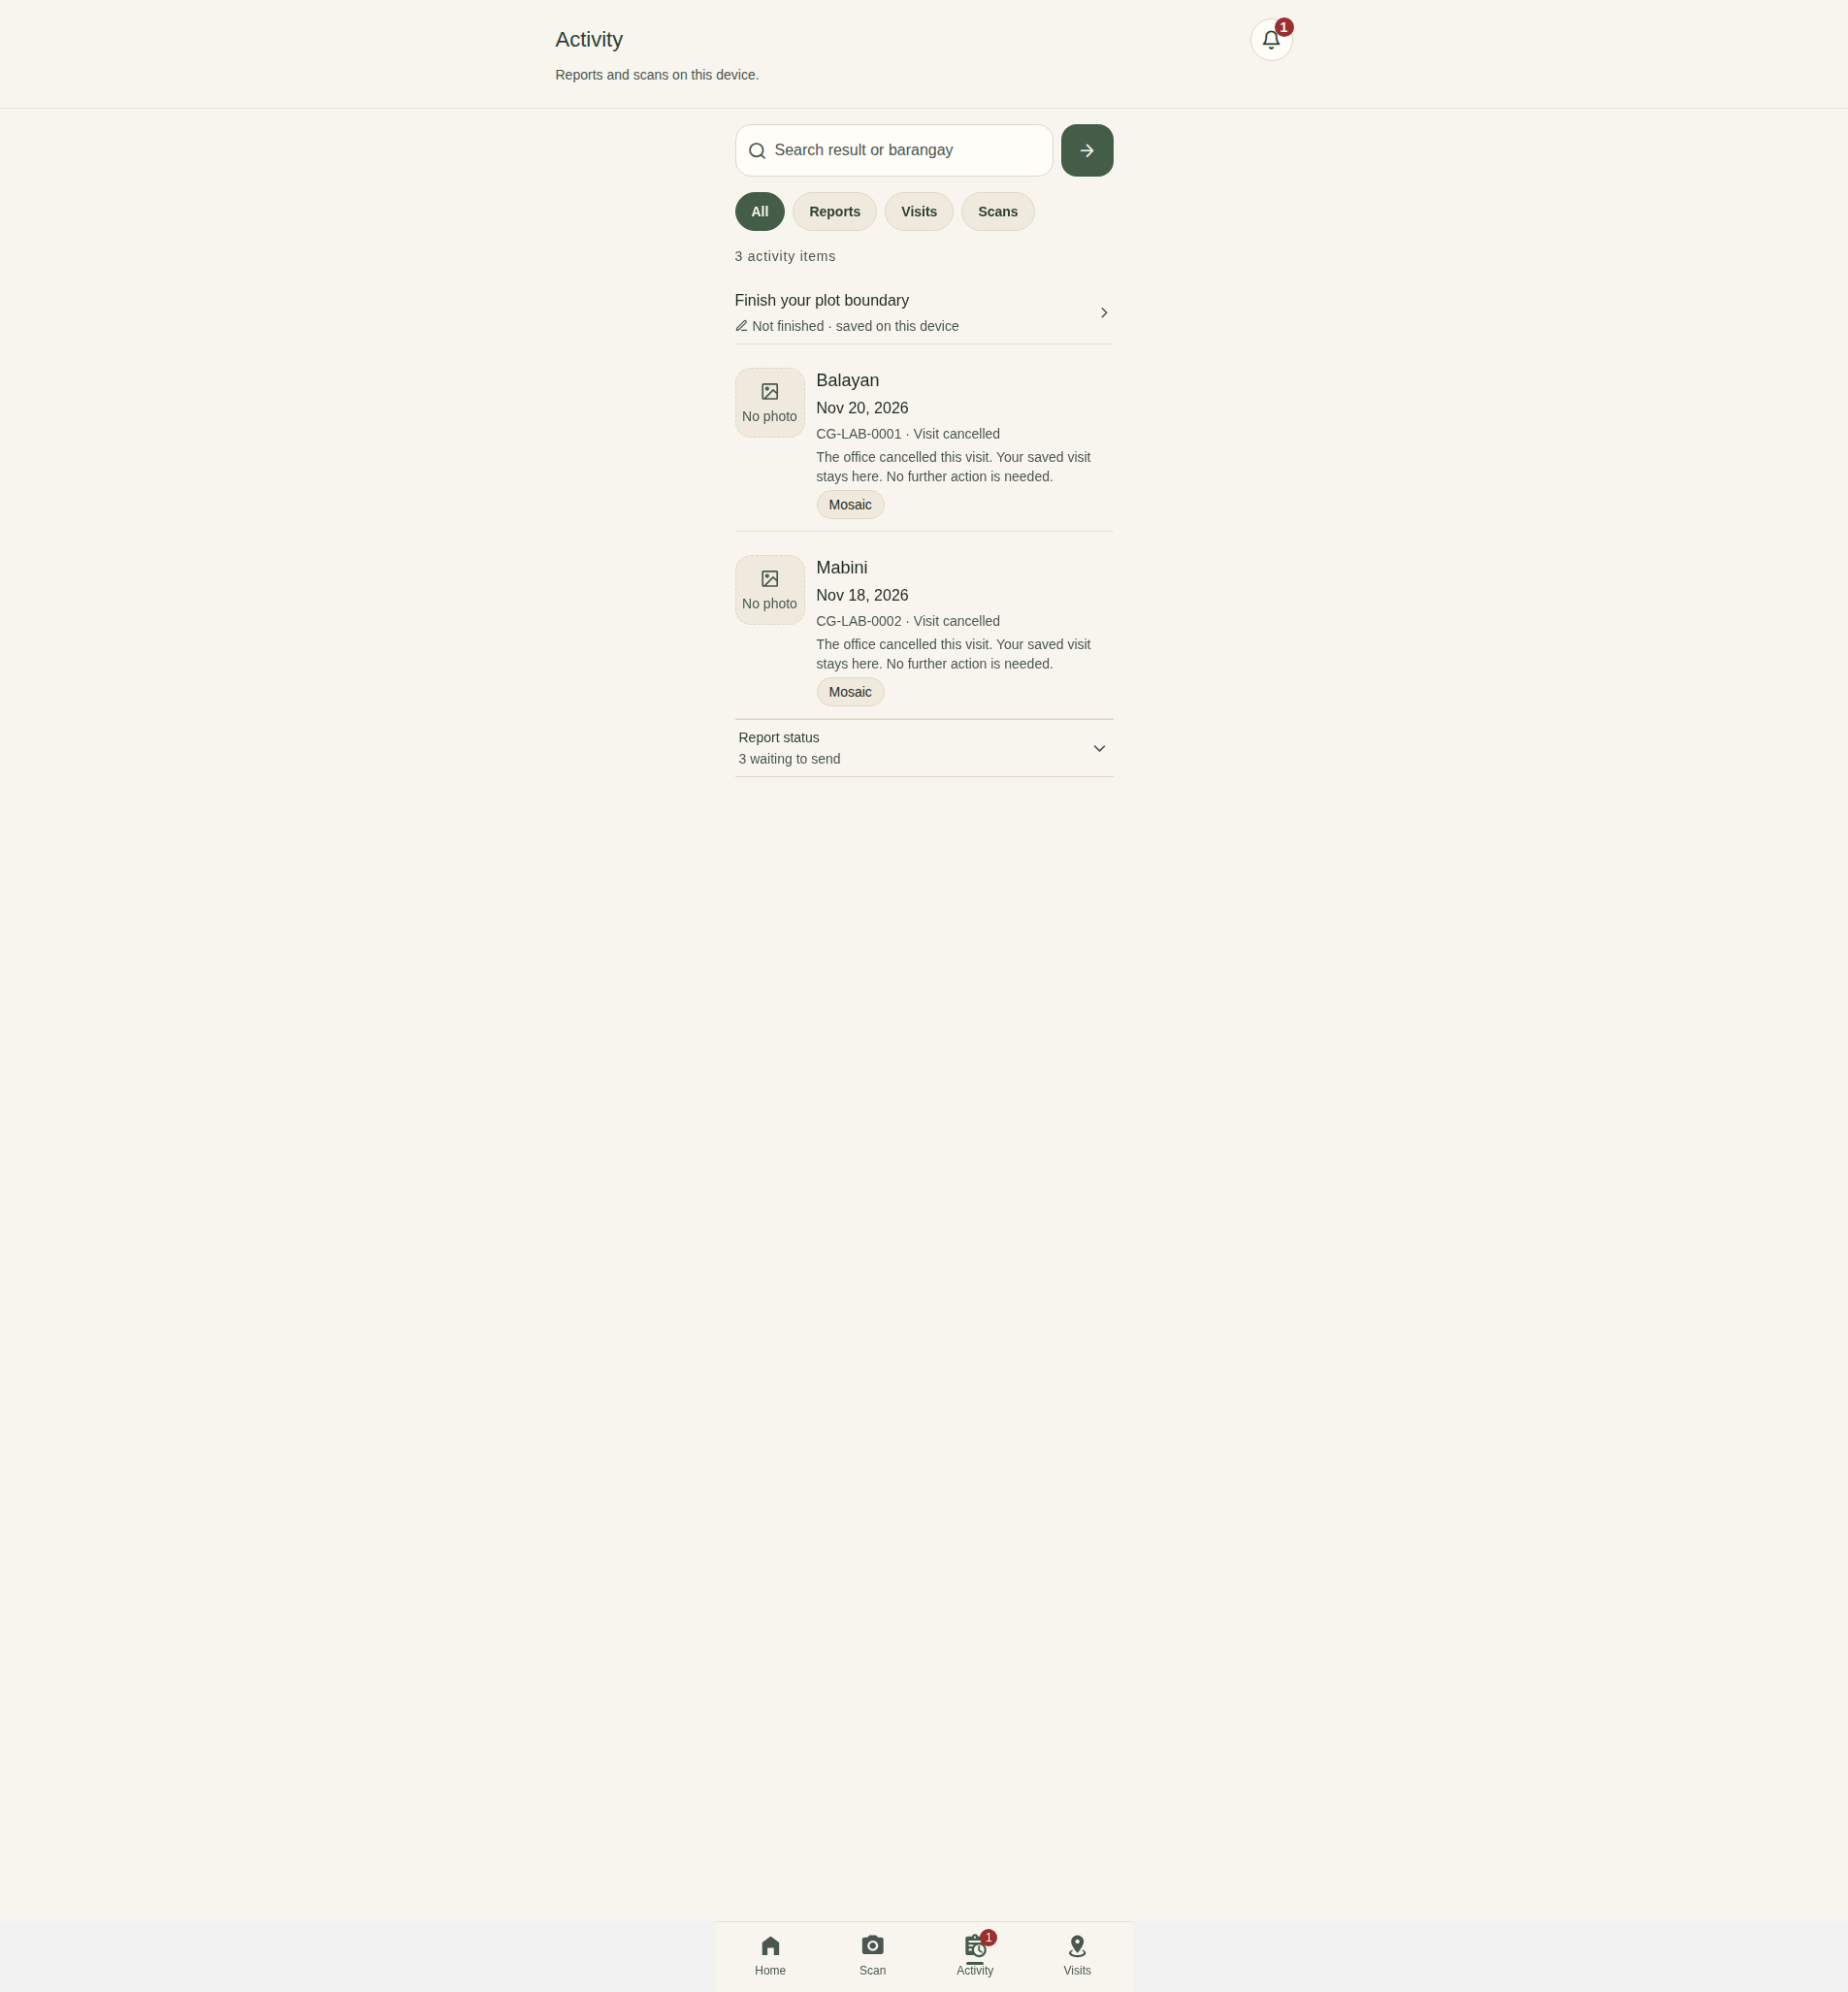 Activity
1
Reports and scans on this device.
Search result or barangay
All
Reports
Visits
Scans
3 activity items
Finish your plot boundary
Not finished · saved on this device
No photo
Balayan
Nov 20, 2026
CG-LAB-0001 · Visit cancelled
The office cancelled this visit. Your saved visit
stays here. No further action is needed.
Mosaic
No photo
Mabini
Nov 18, 2026
CG-LAB-0002 · Visit cancelled
The office cancelled this visit. Your saved visit
stays here. No further action is needed.
Mosaic
Report status
3 waiting to send
Home
Scan
1
Activity
Visits